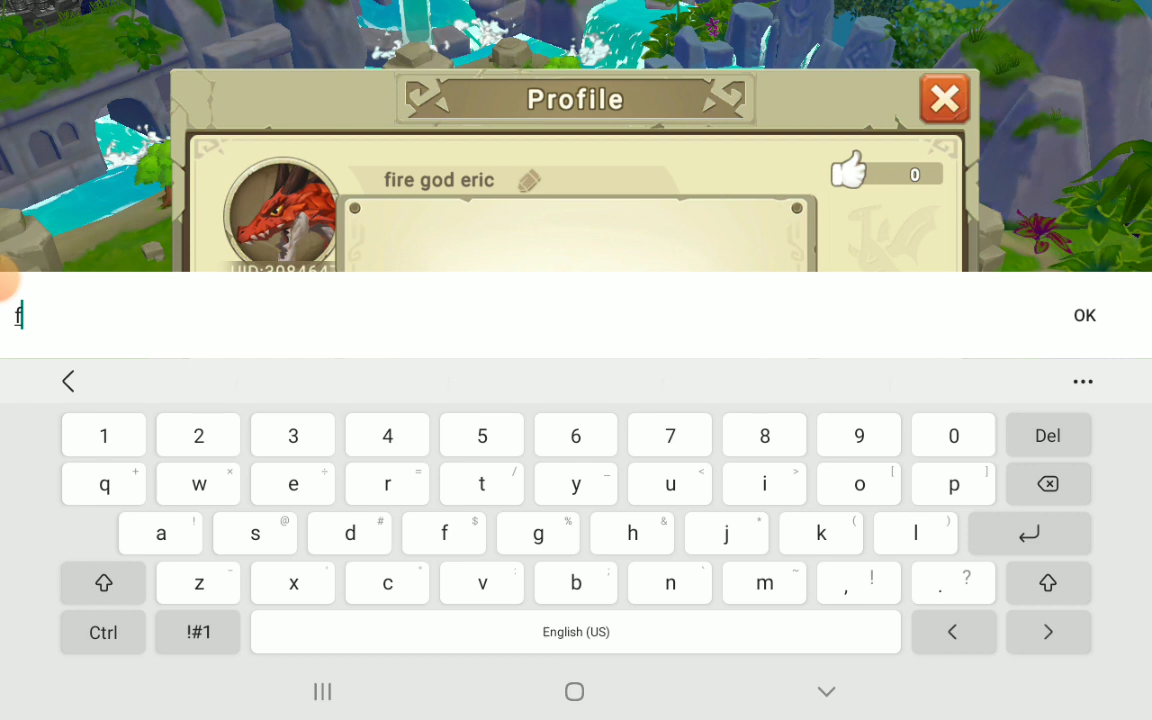 Profile
fire god eric
0
f
OK
1 2 3 4 5 6 7 8 9 0 Del
+ × ÷ = / _ < > [ ]
q w e r t y u i o p
! @ # $ % & * ( )
a s d f g h j k l
z x c v b n m , ! . ?
Ctrl !#1 English (US) < >